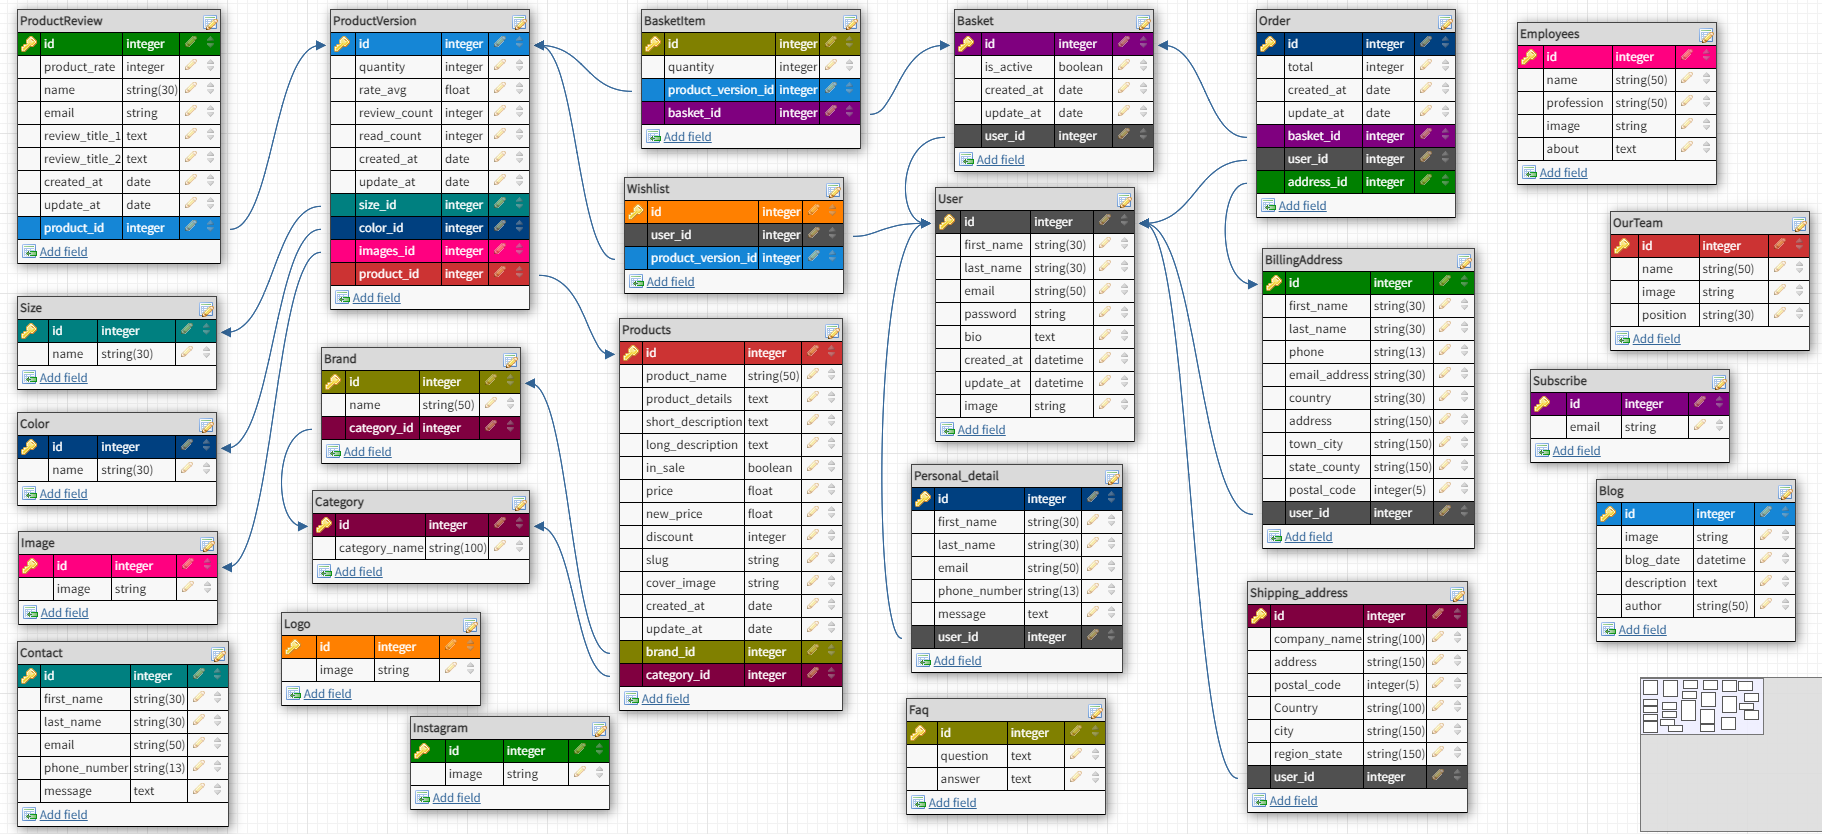 ProductReview
id integer
product_rate integer
name string(30)
email string
review_title_1 text
review_title_2 text
created_at date
update_at date
product_id integer
Add field
Size
id integer
name string(30)
Add field
Color
id integer
name string(30)
Add field
Image
id integer
image string
Add field
Contact
id integer
first_name string(30)
last_name string(30)
email string(50)
phone_number string(13)
message text
Add field
ProductVersion
id integer
quantity integer
rate_avg float
review_count integer
read_count integer
created_at date
update_at date
size_id integer
color_id integer
images_id integer
product_id integer
Add field
Brand
id integer
name string(50)
category_id integer
Add field
Category
id integer
category_name string(100)
Add field
Logo
id integer
image string
Add field
Instagram
id integer
image string
Add field
BasketItem
id integer
quantity integer
product_version_id integer
basket_id integer
Add field
Wishlist
id integer
user_id integer
product_version_id integer
Add field
Products
id integer
product_name string(50)
product_details text
short_description text
long_description text
in_sale boolean
price float
new_price float
discount integer
slug string
cover_image string
created_at date
update_at date
brand_id integer
category_id integer
Add field
Basket
id integer
is_active boolean
created_at date
update_at date
user_id integer
Add field
User
id integer
first_name string(30)
last_name string(30)
email string(50)
password string
bio text
created_at datetime
update_at datetime
image string
Add field
Personal_detail
id integer
first_name string(30)
last_name string(30)
email string(50)
phone_number string(13)
message text
user_id integer
Add field
Faq
id integer
question text
answer text
Add field
Order
id integer
total integer
created_at date
update_at date
basket_id integer
user_id integer
address_id integer
Add field
BillingAddress
id integer
first_name string(30)
last_name string(30)
phone string(13)
email_address string(30)
country string(30)
address string(150)
town_city string(150)
state_county string(150)
postal_code integer(5)
user_id integer
Add field
Shipping_address
id integer
company_name string(100)
address string(150)
postal_code integer(5)
Country string(100)
city string(150)
region_state string(150)
user_id integer
Add field
Employees
id integer
name string(50)
profession string(50)
image string
about text
Add field
OurTeam
id integer
name string(50)
image string
position string(30)
Add field
Subscribe
id integer
email string
Add field
Blog
id integer
image string
blog_date datetime
description text
author string(50)
Add field